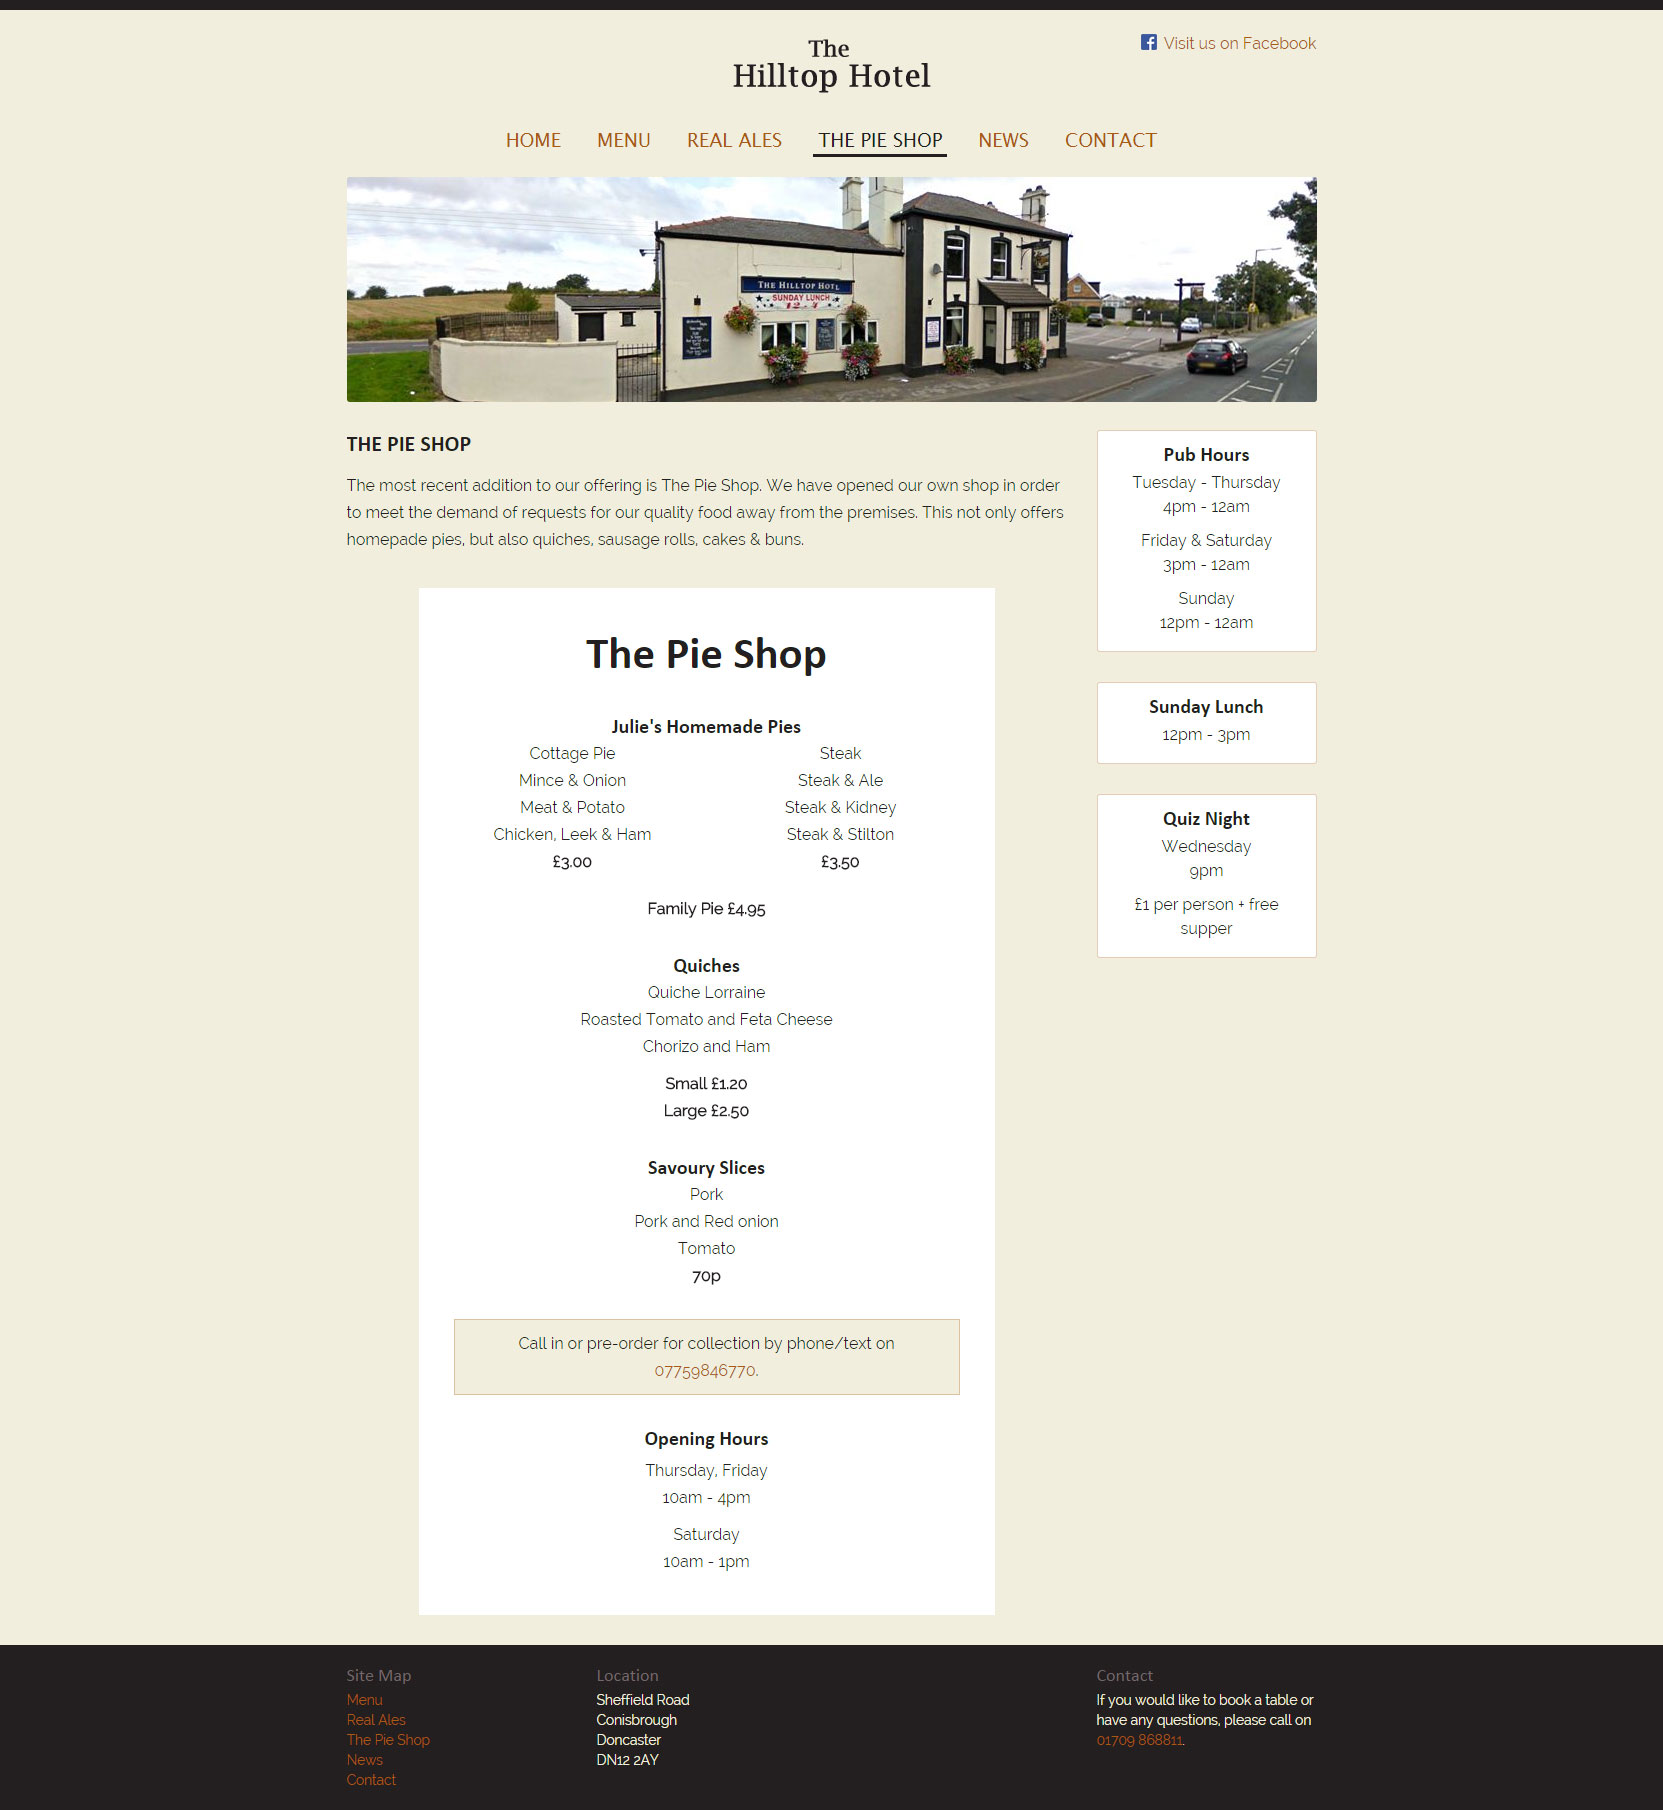 The
Hilltop Hotel
Visit us on Facebook
HOME MENU REAL ALES THE PIE SHOP NEWS CONTACT
THE HILLTOP HOTL
SUNDAY LUNCH
THE PIE SHOP
The most recent addition to our offering is The Pie Shop. We have opened our own shop in order
to meet the demand of requests for our quality food away from the premises. This not only offers
homepade pies, but also quiches, sausage rolls, cakes & buns.
The Pie Shop
Julie's Homemade Pies
Cottage Pie
Mince & Onion
Meat & Potato
Chicken, Leek & Ham
£3.00
Steak
Steak & Ale
Steak & Kidney
Steak & Stilton
£3.50
Family Pie £4.95
Quiches
Quiche Lorraine
Roasted Tomato and Feta Cheese
Chorizo and Ham
Small £1.20
Large £2.50
Savoury Slices
Pork
Pork and Red onion
Tomato
70p
Call in or pre-order for collection by phone/text on
07759846770.
Opening Hours
Thursday, Friday
10am - 4pm
Saturday
10am - 1pm
Pub Hours
Tuesday - Thursday
4pm - 12am
Friday & Saturday
3pm - 12am
Sunday
12pm - 12am
Sunday Lunch
12pm - 3pm
Quiz Night
Wednesday
9pm
£1 per person + free
supper
Site Map
Menu
Real Ales
The Pie Shop
News
Contact
Location
Sheffield Road
Conisbrough
Doncaster
DN12 2AY
Contact
If you would like to book a table or
have any questions, please call on
01709 868811.